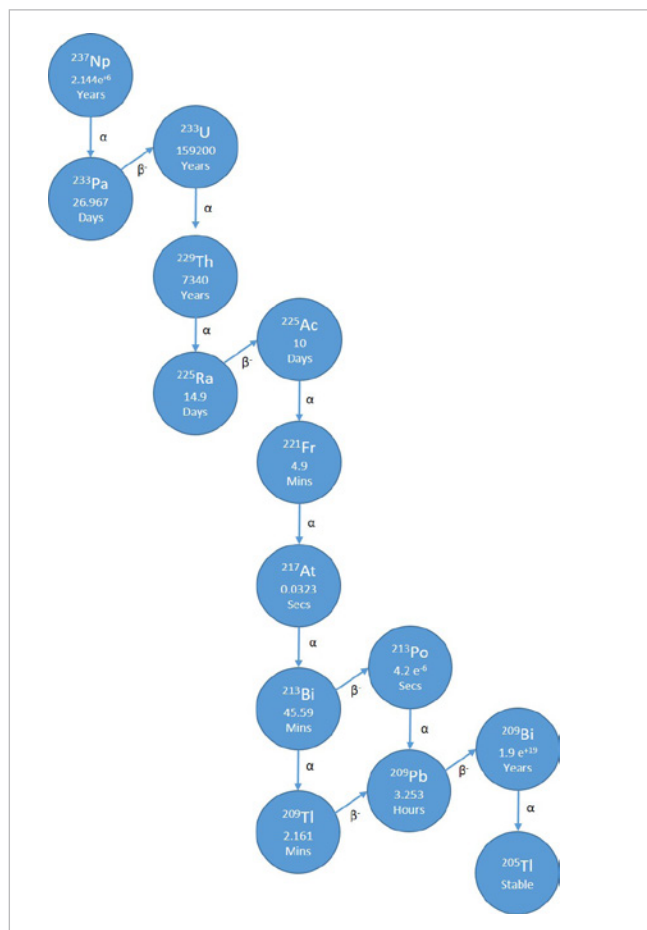 ²³⁷Np
2.144e⁺⁶
Years
α
²³³Pa
26.967
Days
β⁻
²³³U
159200
Years
α
²²⁹Th
7340
Years
α
²²⁵Ra
14.9
Days
β⁻
²²⁵Ac
10
Days
α
²²¹Fr
4.9
Mins
α
²¹⁷At
0.0323
Secs
α
²¹³Bi
45.59
Mins
β⁻
²¹³Po
4.2 e⁻⁶
Secs
α
α
²⁰⁹Tl
2.161
Mins
β⁻
²⁰⁹Pb
3.253
Hours
β⁻
²⁰⁹Bi
1.9 e⁺¹⁹
Years
α
²⁰⁵Tl
Stable